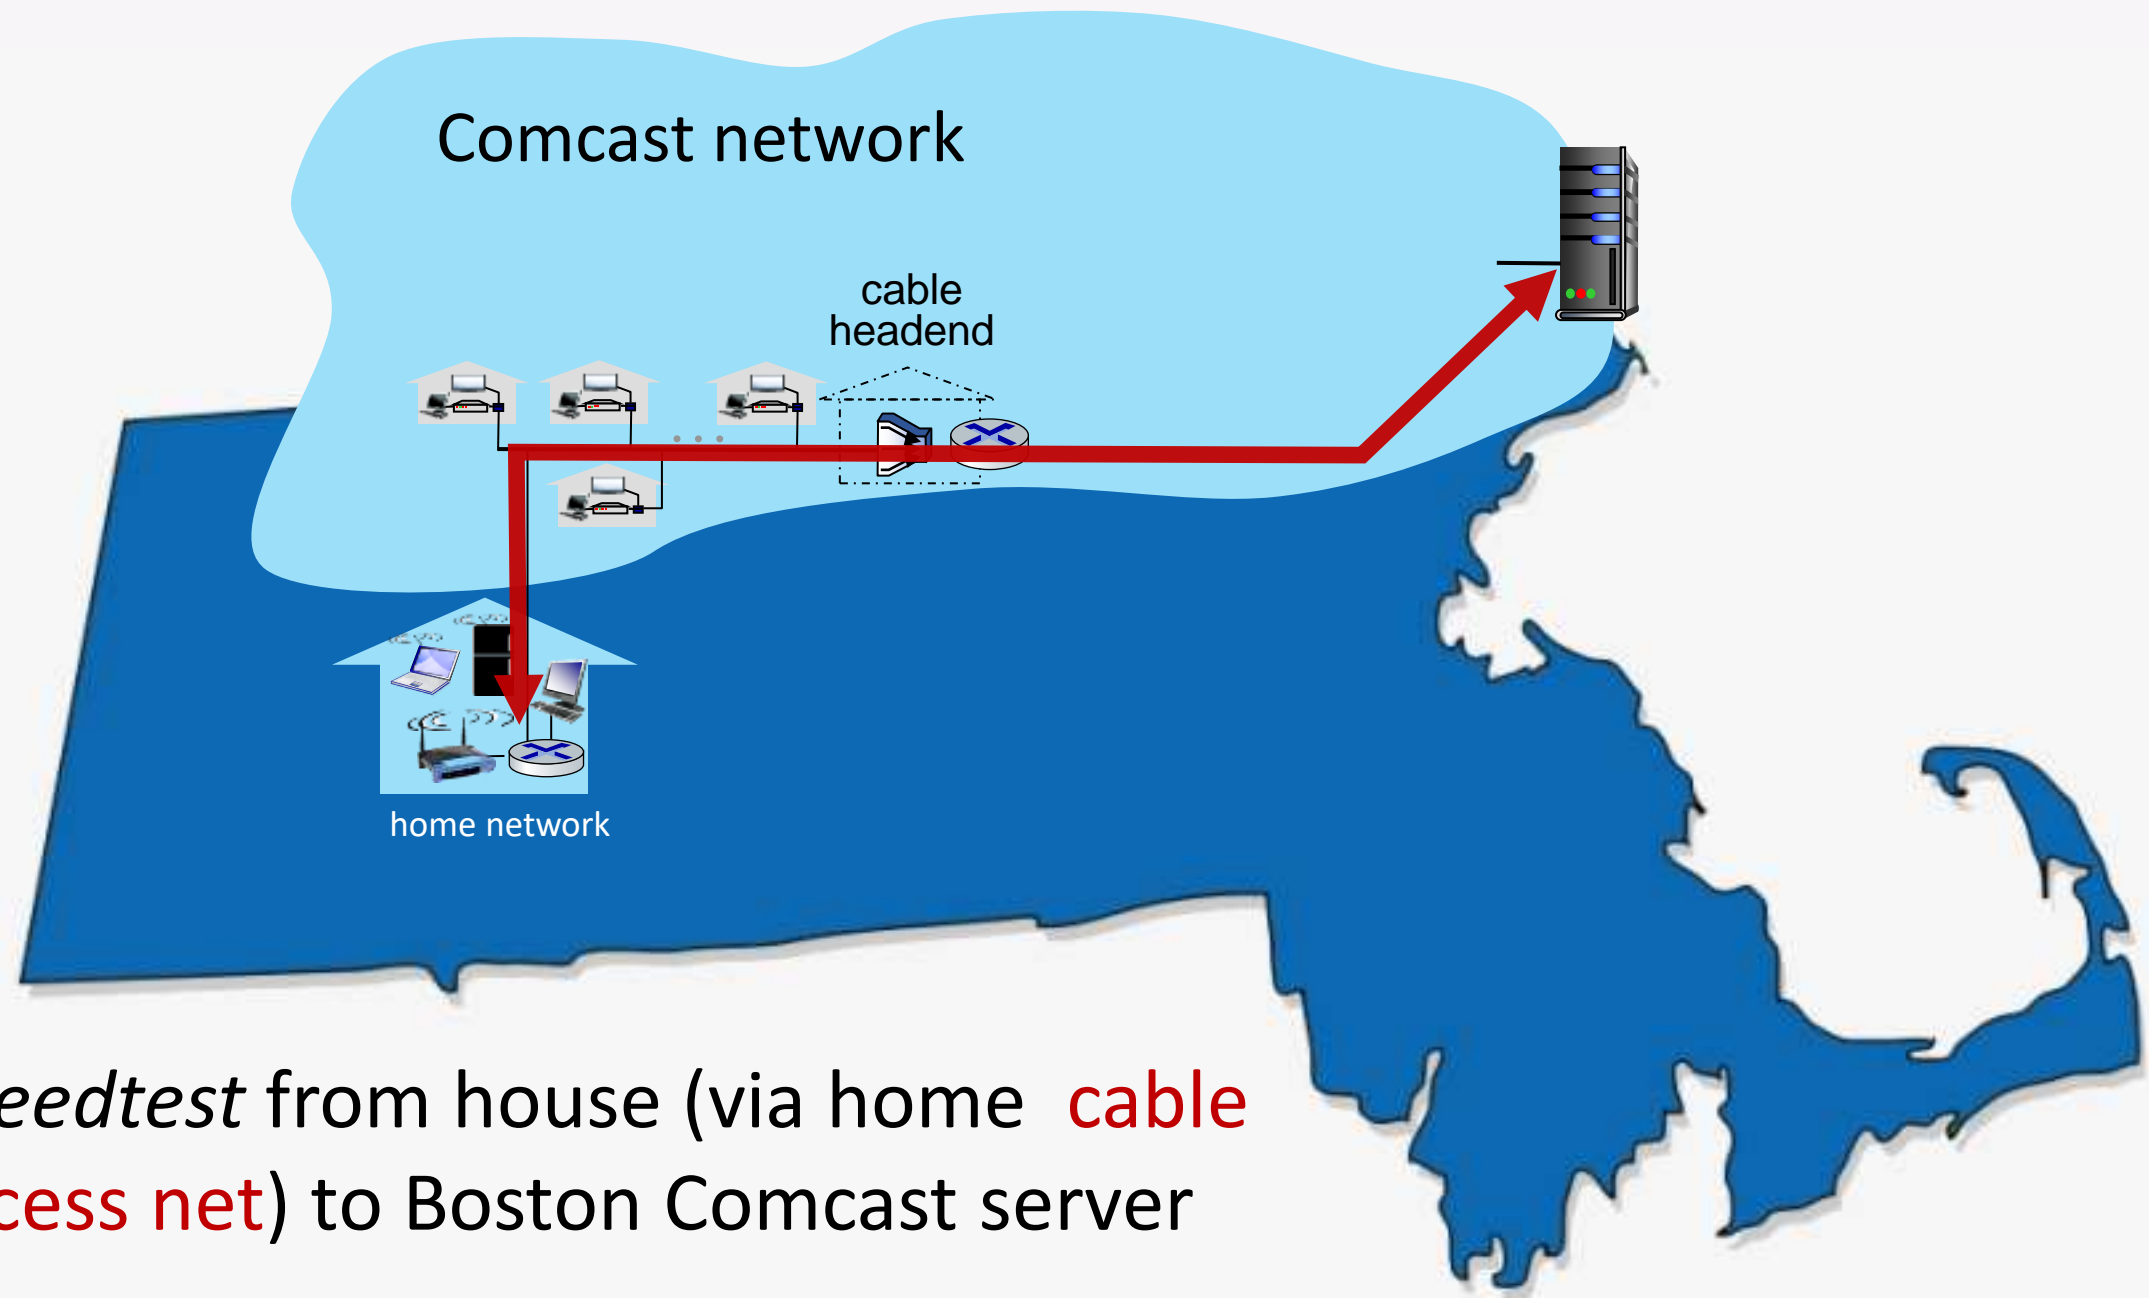 Comcast network
cable
headend
home network
eedtest from house (via home cable
cess net) to Boston Comcast server